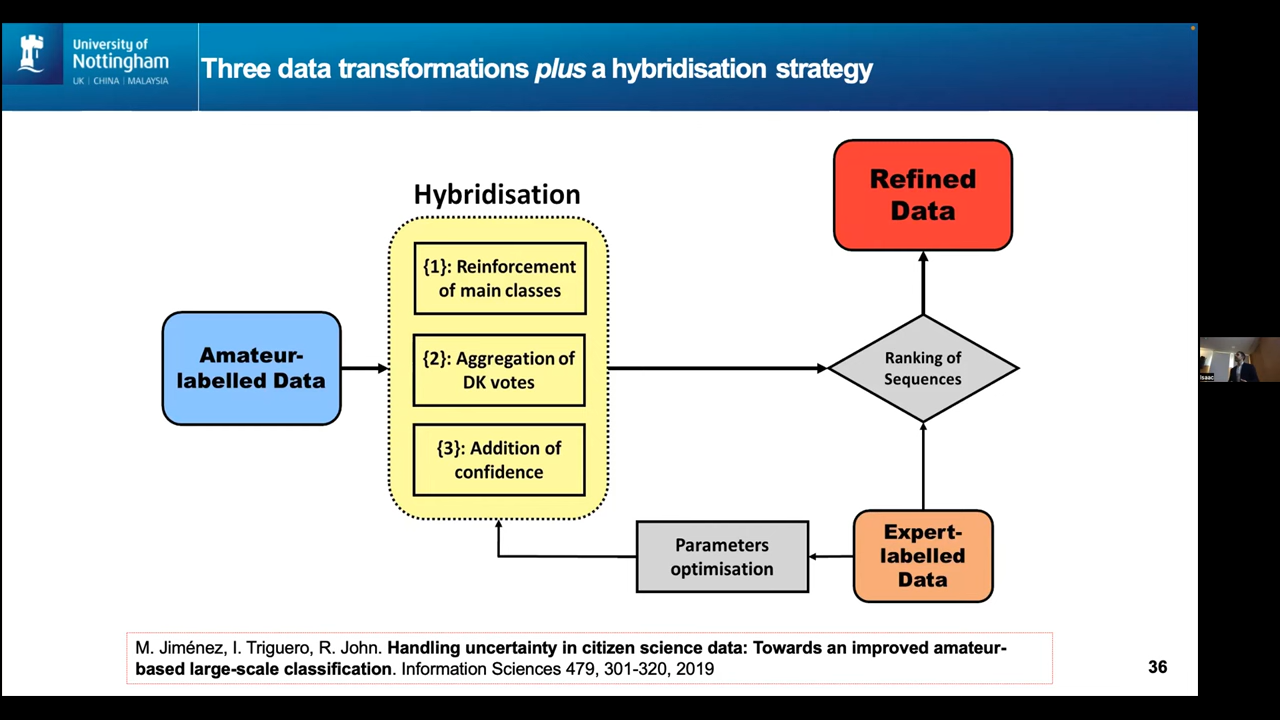 University of
Nottingham
UK | CHINA | MALAYSIA
Three data transformations plus a hybridisation strategy
Hybridisation
{1}: Reinforcement
of main classes
{2}: Aggregation of
DK votes
{3}: Addition of
confidence
Amateur-
labelled Data
Refined
Data
Ranking of
Sequences
Parameters
optimisation
Expert-
labelled
Data
M. Jiménez, I. Triguero, R. John. Handling uncertainty in citizen science data: Towards an improved amateur-
based large-scale classification. Information Sciences 479, 301-320, 2019
36
Isaac